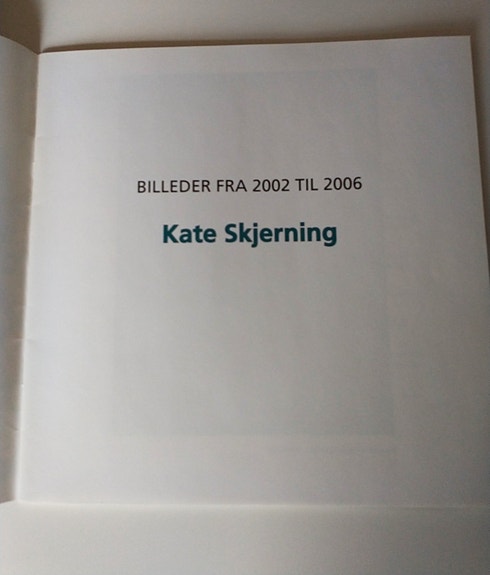 BILLEDER FRA 2002 TIL 2006
Kate Skjerning